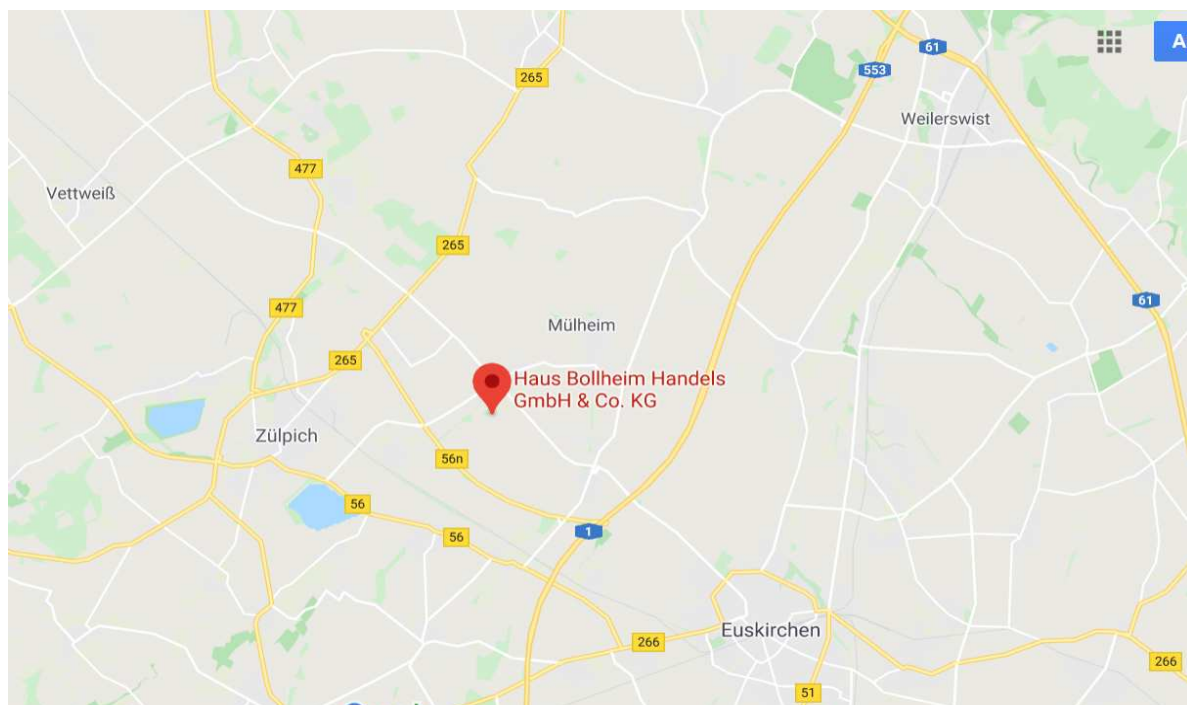 265
61
A
553
Weilerswist
477
Vettweiß
265
61
477
Mülheim
265
Haus Bollheim Handels
GmbH & Co. KG
Zülpich
56n
56
1
56
Euskirchen
266
266
51